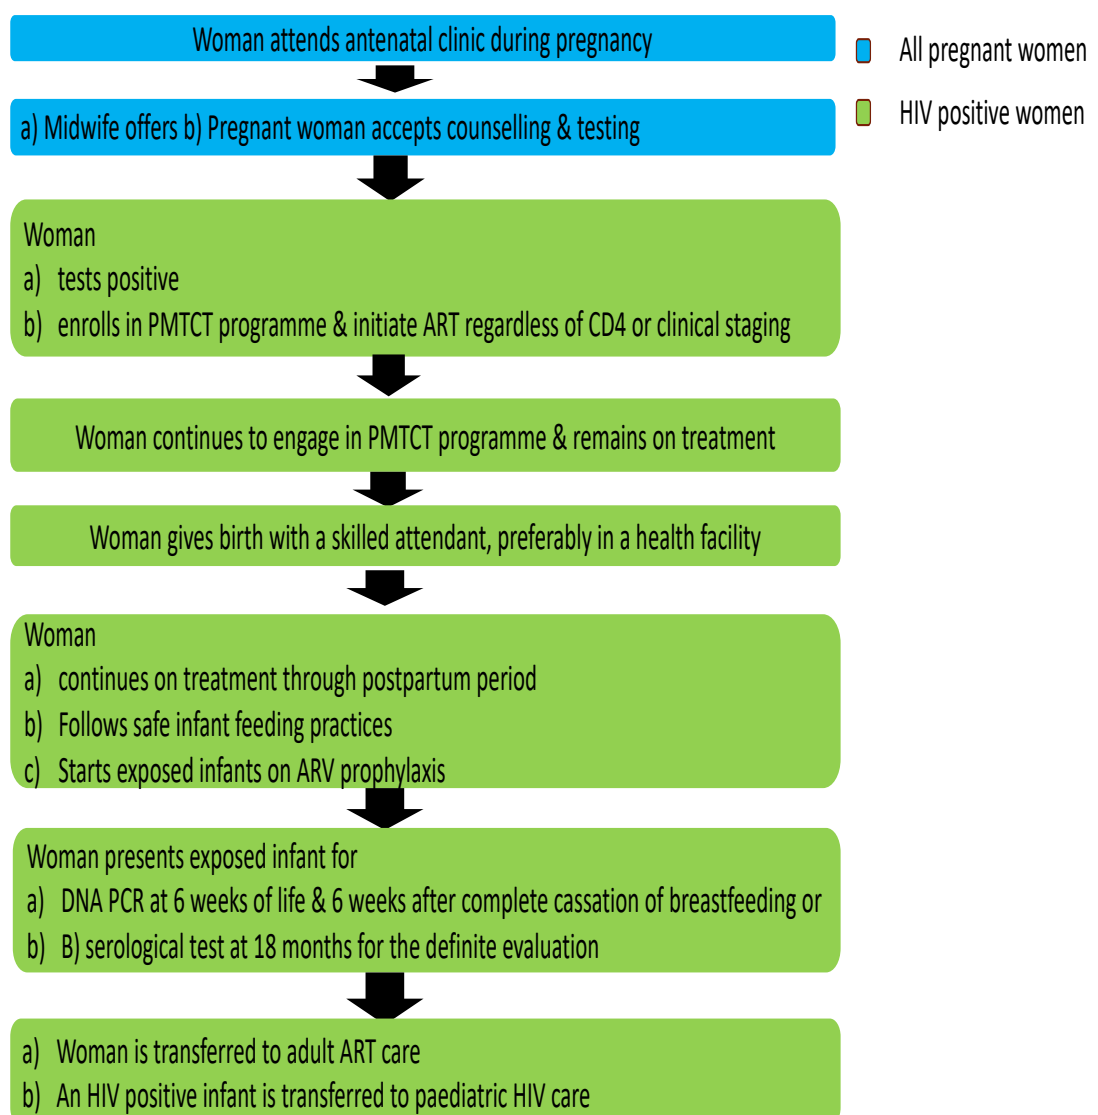 Woman attends antenatal clinic during pregnancy
All pregnant women
HIV positive women
a) Midwife offers b) Pregnant woman accepts counselling & testing
Woman
a) tests positive
b) enrolls in PMTCT programme & initiate ART regardless of CD4 or clinical staging
Woman continues to engage in PMTCT programme & remains on treatment
Woman gives birth with a skilled attendant, preferably in a health facility
Woman
a) continues on treatment through postpartum period
b) Follows safe infant feeding practices
c) Starts exposed infants on ARV prophylaxis
Woman presents exposed infant for
a) DNA PCR at 6 weeks of life & 6 weeks after complete cassation of breastfeeding or
b) B) serological test at 18 months for the definite evaluation
a) Woman is transferred to adult ART care
b) An HIV positive infant is transferred to paediatric HIV care